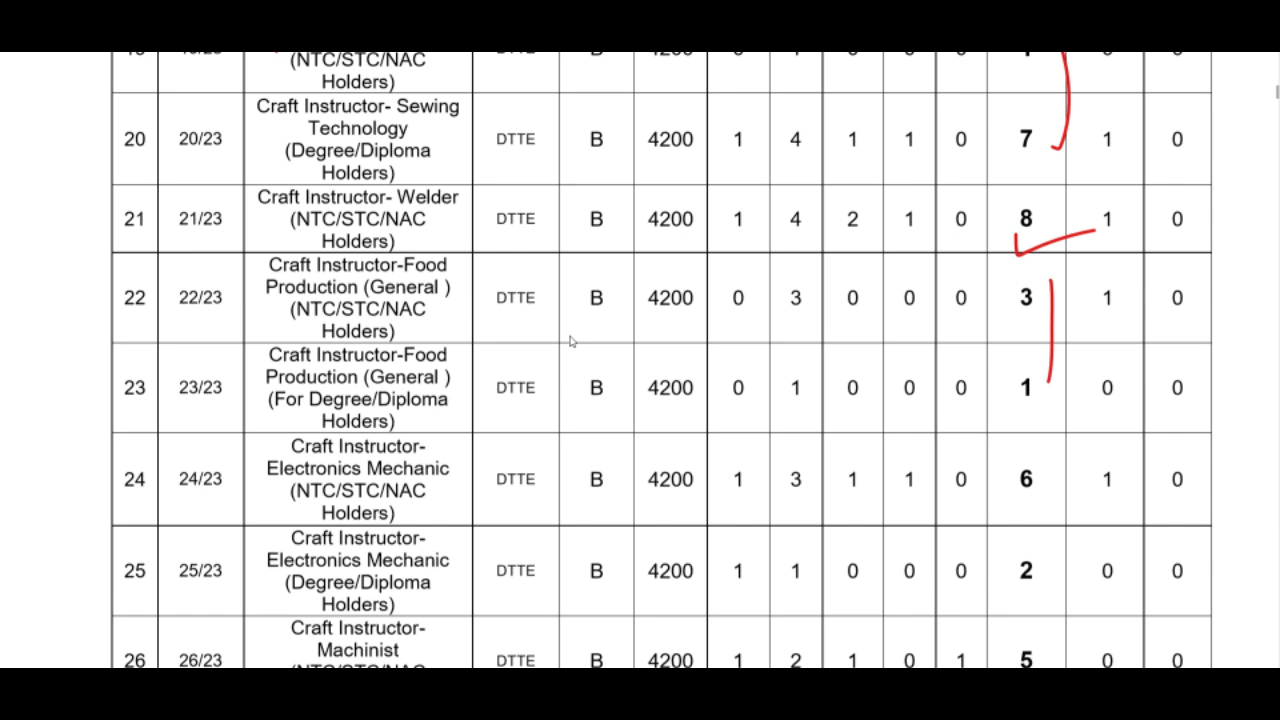 (NTC/STC/NAC
Holders)
20 20/23 Craft Instructor- Sewing
Technology
(Degree/Diploma
Holders) DTTE B 4200 1 4 1 1 0 7 1 0
21 21/23 Craft Instructor- Welder
(NTC/STC/NAC
Holders) DTTE B 4200 1 4 2 1 0 8 1 0
22 22/23 Craft Instructor-Food
Production (General )
(NTC/STC/NAC
Holders) DTTE B 4200 0 3 0 0 0 3 1 0
23 23/23 Craft Instructor-Food
Production (General )
(For Degree/Diploma
Holders) DTTE B 4200 0 1 0 0 0 1 0 0
24 24/23 Craft Instructor-
Electronics Mechanic
(NTC/STC/NAC
Holders) DTTE B 4200 1 3 1 1 0 6 1 0
25 25/23 Craft Instructor-
Electronics Mechanic
(Degree/Diploma
Holders) DTTE B 4200 1 1 0 0 0 2 0 0
26 26/23 Craft Instructor-
Machinist DTTE B 4200 1 2 1 0 1 5 0 0